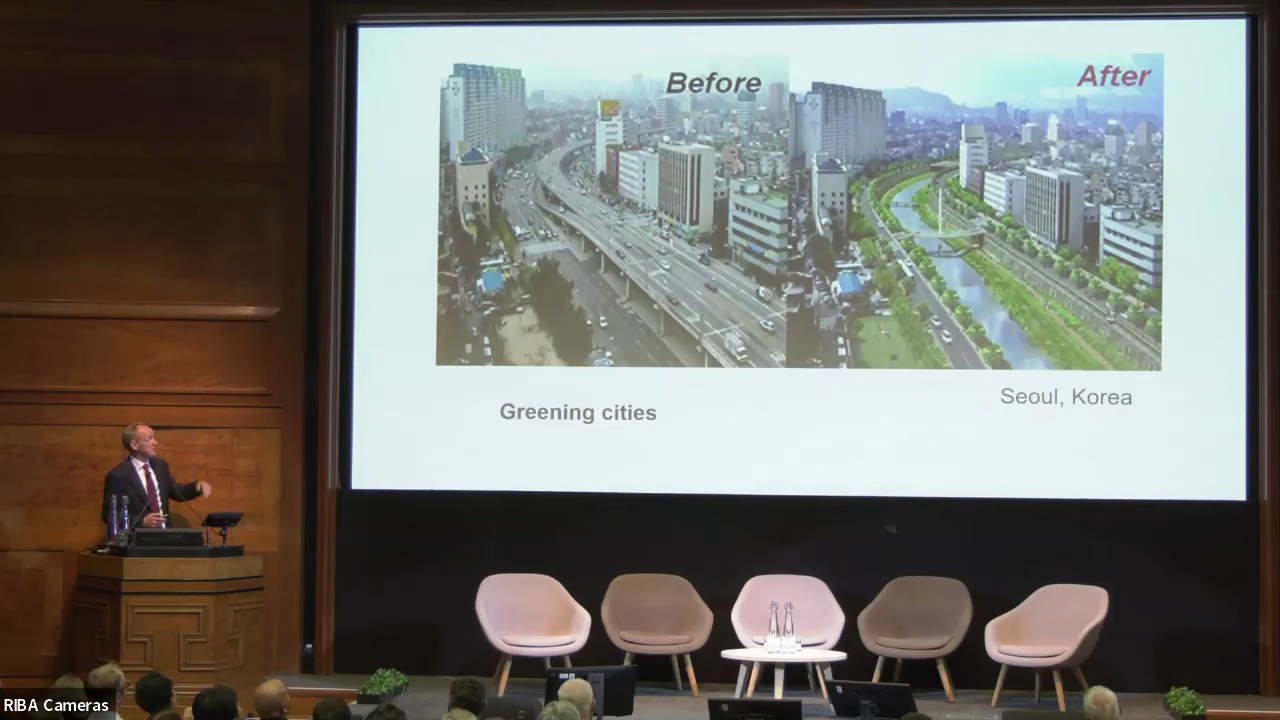 Before
After
Greening cities
Seoul, Korea
RIBA Cameras